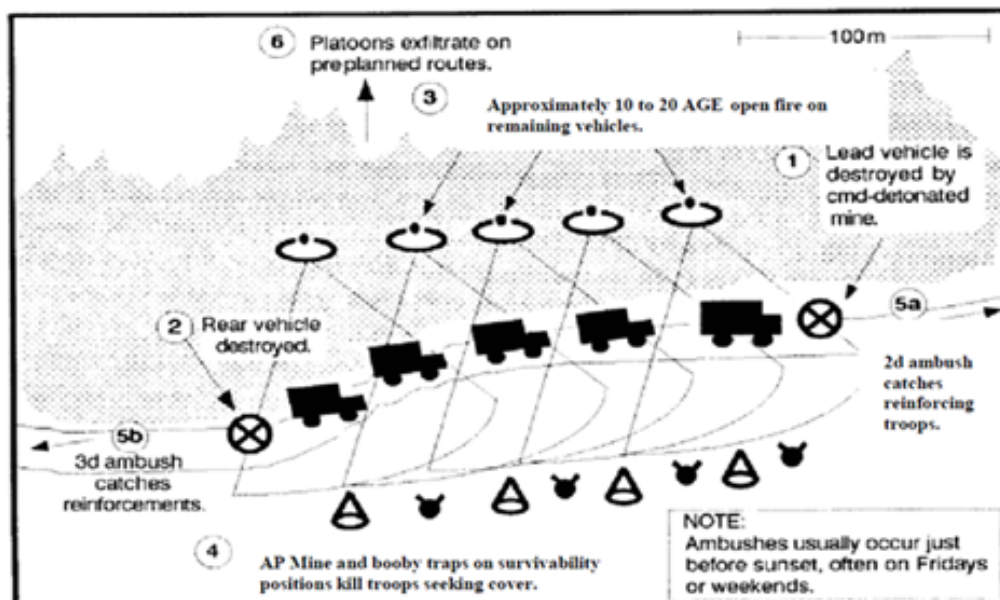 6 Platoons exfiltrate on
preplanned routes.
100m
3 Approximately 10 to 20 AGE open fire on
remaining vehicles.
1 Lead vehicle is
destroyed by
cmd-detonated
mine.
2 Rear vehicle
destroyed.
5a
2d ambush
catches
reinforcing
troops.
5b
3d ambush
catches
reinforcements.
4 AP Mine and booby traps on survivability
positions kill troops seeking cover.
NOTE:
Ambushes usually occur just
before sunset, often on Fridays
or weekends.